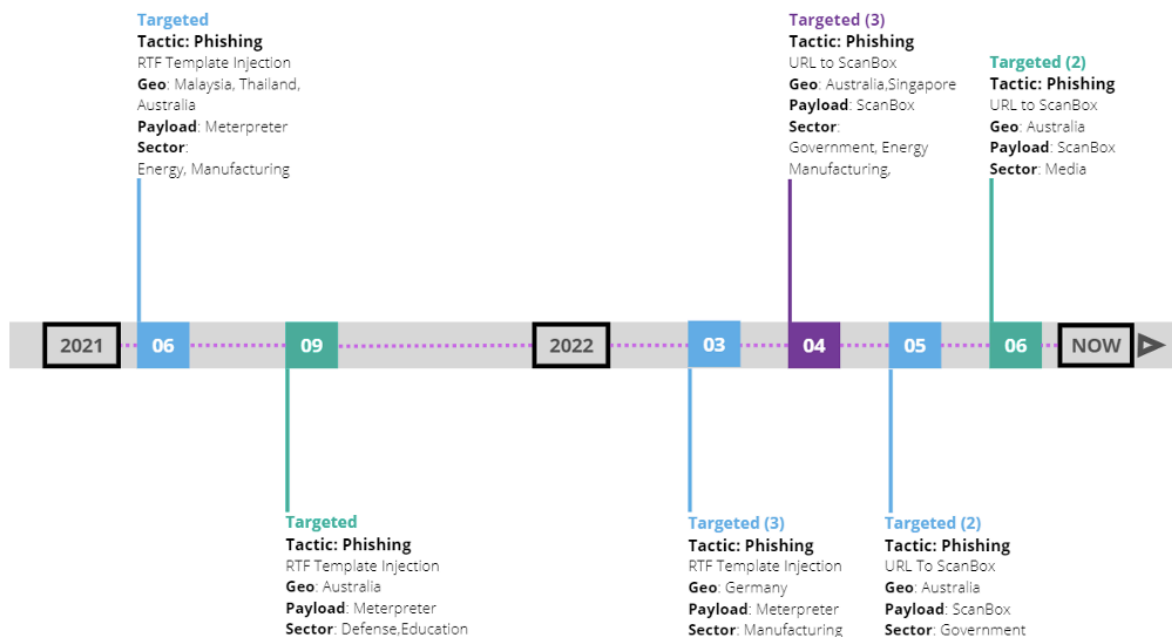 Targeted
Tactic: Phishing
RTF Template Injection
Geo: Malaysia, Thailand,
Australia
Payload: Meterpreter
Sector:
Energy, Manufacturing
Targeted (3)
Tactic: Phishing
URL to ScanBox
Geo: Australia,Singapore
Payload: ScanBox
Sector:
Government, Energy
Manufacturing,
Targeted (2)
Tactic: Phishing
URL to ScanBox
Geo: Australia
Payload: ScanBox
Sector: Media
2021
06
09
2022
03
04
05
06
NOW
Targeted
Tactic: Phishing
RTF Template Injection
Geo: Australia
Payload: Meterpreter
Sector: Defense,Education
Targeted (3)
Tactic: Phishing
RTF Template Injection
Geo: Germany
Payload: Meterpreter
Sector: Manufacturing
Targeted (2)
Tactic: Phishing
URL To ScanBox
Geo: Australia
Payload: ScanBox
Sector: Government